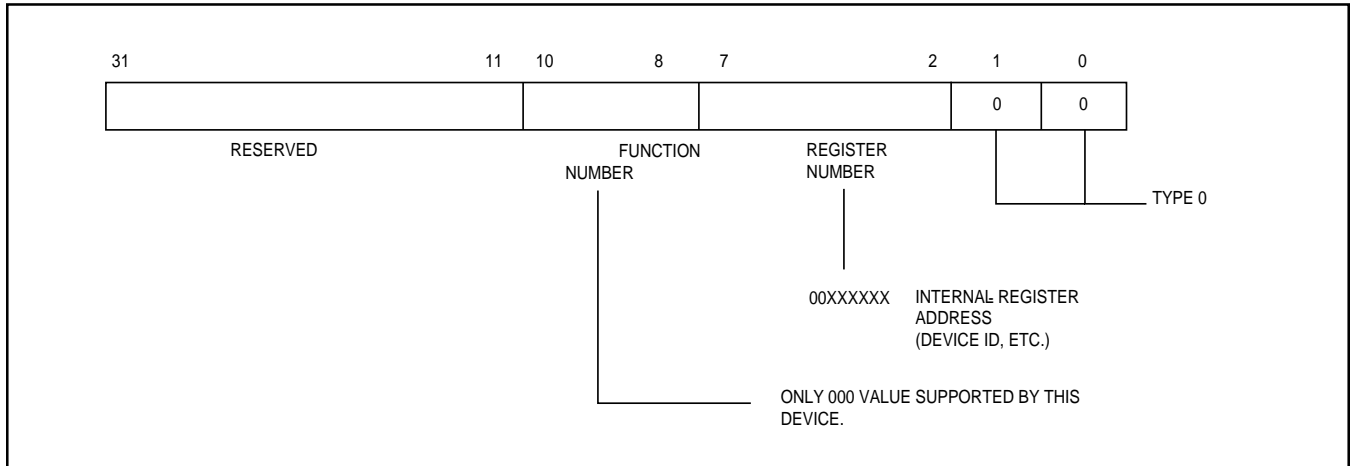 31 11 10 8 7 2 1 0
0 0
RESERVED FUNCTION REGISTER
NUMBER NUMBER
TYPE 0
00XXXXXX INTERNAL REGISTER
ADDRESS
(DEVICE ID, ETC.)
ONLY 000 VALUE SUPPORTED BY THIS
DEVICE.